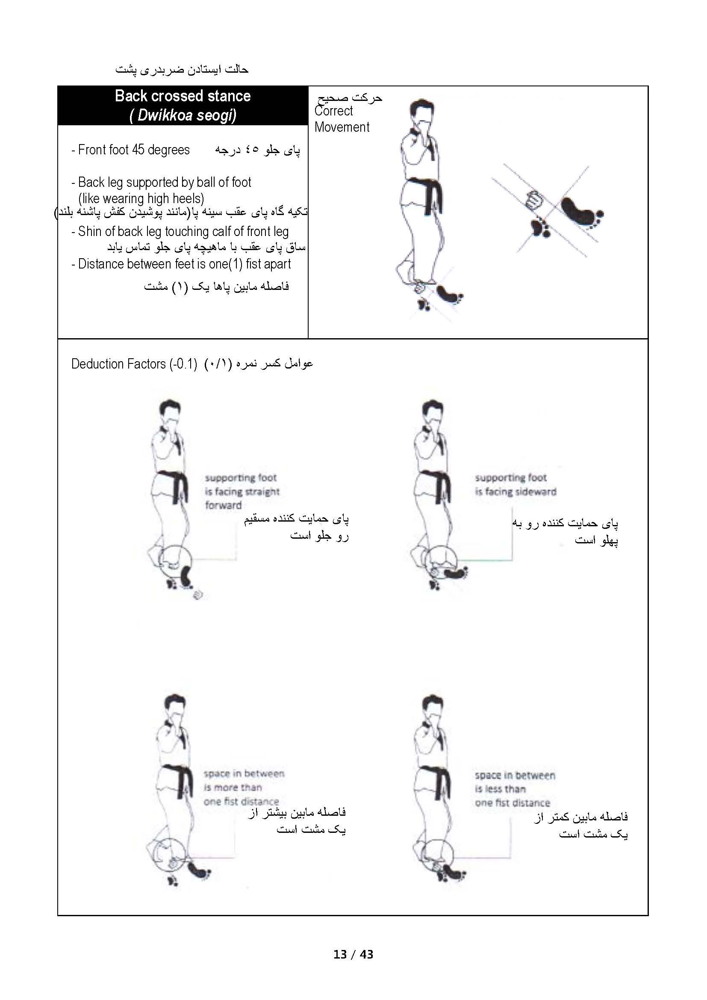 حالت ایستادن ضربدری پشت
Back crossed stance
( Dwikkoa seogi)
- Front foot 45 degrees پای جلو ٤٥ درجه
- Back leg supported by ball of foot
(like wearing high heels)
تکیه گاه پای عقب سینه پا(مانند پوشیدن کفش پاشنه بلند)
- Shin of back leg touching calf of front leg
ساق پای عقب با ماهیچه پای جلو تماس یابد
- Distance between feet is one(1) fist apart
فاصله مابین پاها یک (١) مشت
حرکت صحیح
Correct
Movement
Deduction Factors (-0.1) عوامل کسر نمره (٠/١)
supporting foot
is facing straight
forward
پای حمایت کننده مسقیم
رو جلو است
supporting foot
is facing sideward
پای حمایت کننده رو به
پهلو است
space in between
is more than
one fist distance
فاصله مابین بیشتر از
یک مشت است
space in between
is less than
one fist distance
فاصله مابین کمتر از
یک مشت است
13 / 43